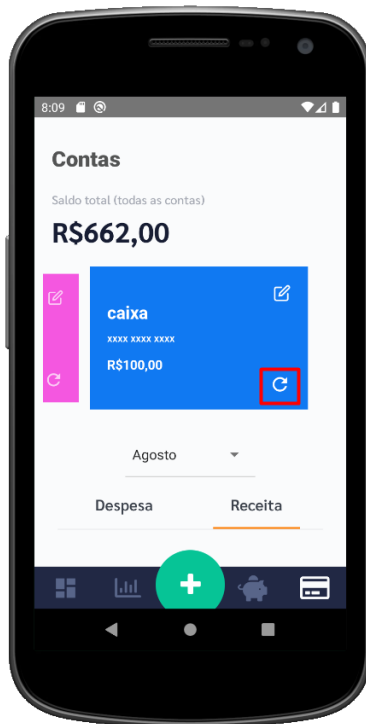 8:09
Contas
Saldo total (todas as contas)
R$662,00
caixa
xxxx xxxx xxxx
R$100,00
Agosto
Despesa
Receita